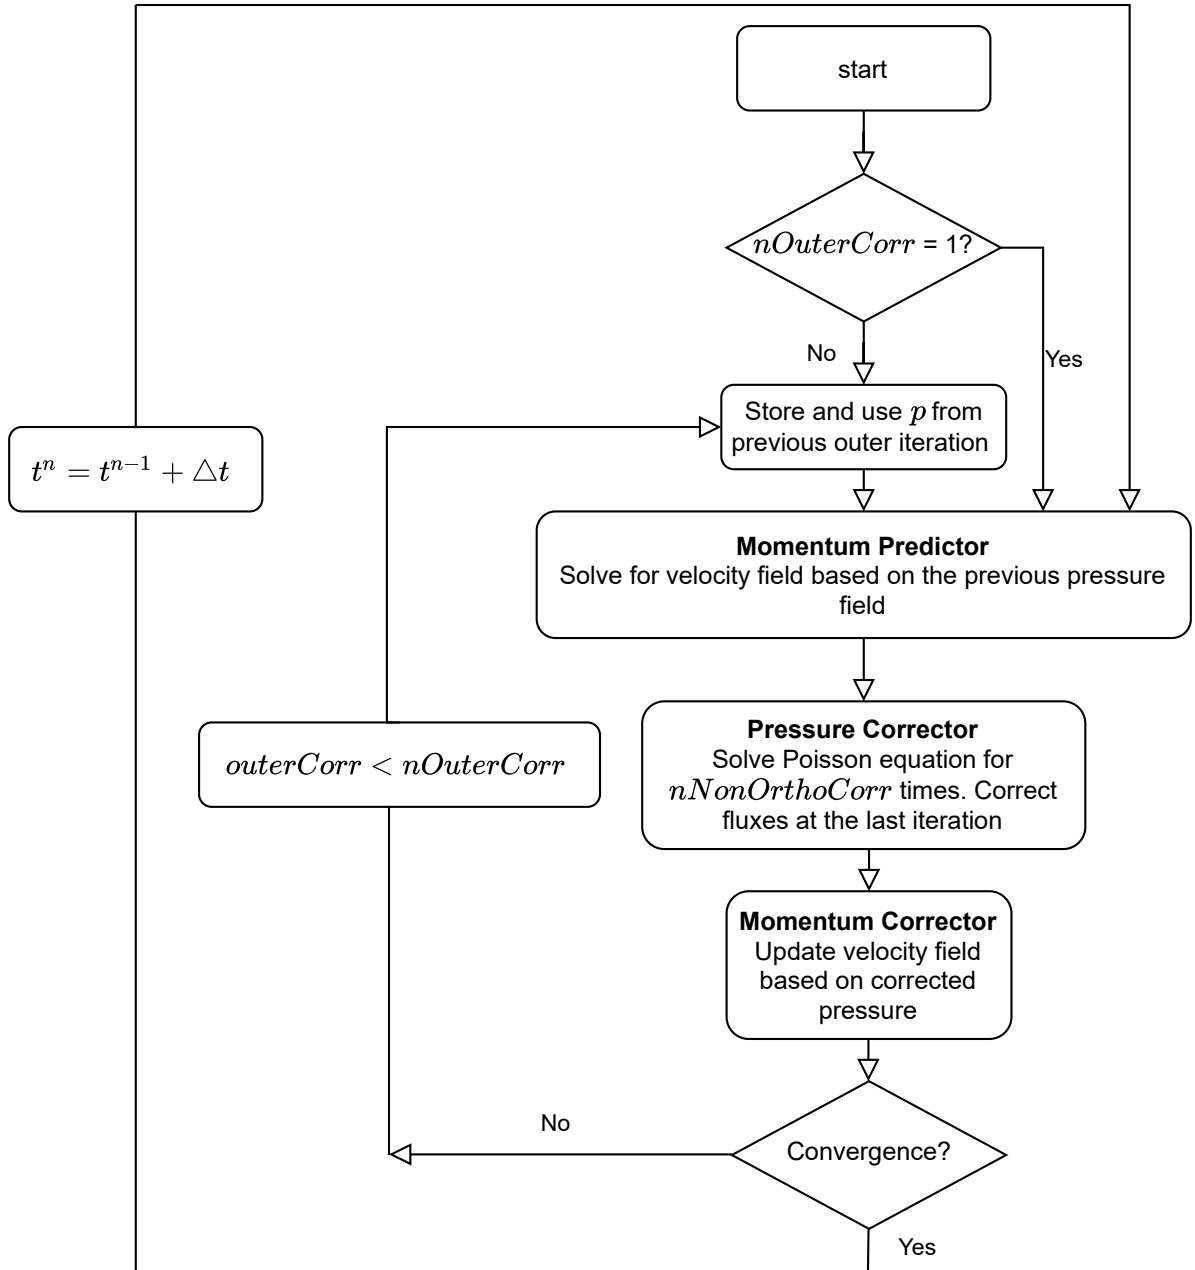 start
nOuterCorr = 1?
No
Yes
Store and use p from
previous outer iteration
tⁿ = tⁿ⁻¹ + △t
Momentum Predictor
Solve for velocity field based on the previous pressure
field
Pressure Corrector
Solve Poisson equation for
nNonOrthoCorr times. Correct
fluxes at the last iteration
outerCorr < nOuterCorr
Momentum Corrector
Update velocity field
based on corrected
pressure
No
Convergence?
Yes